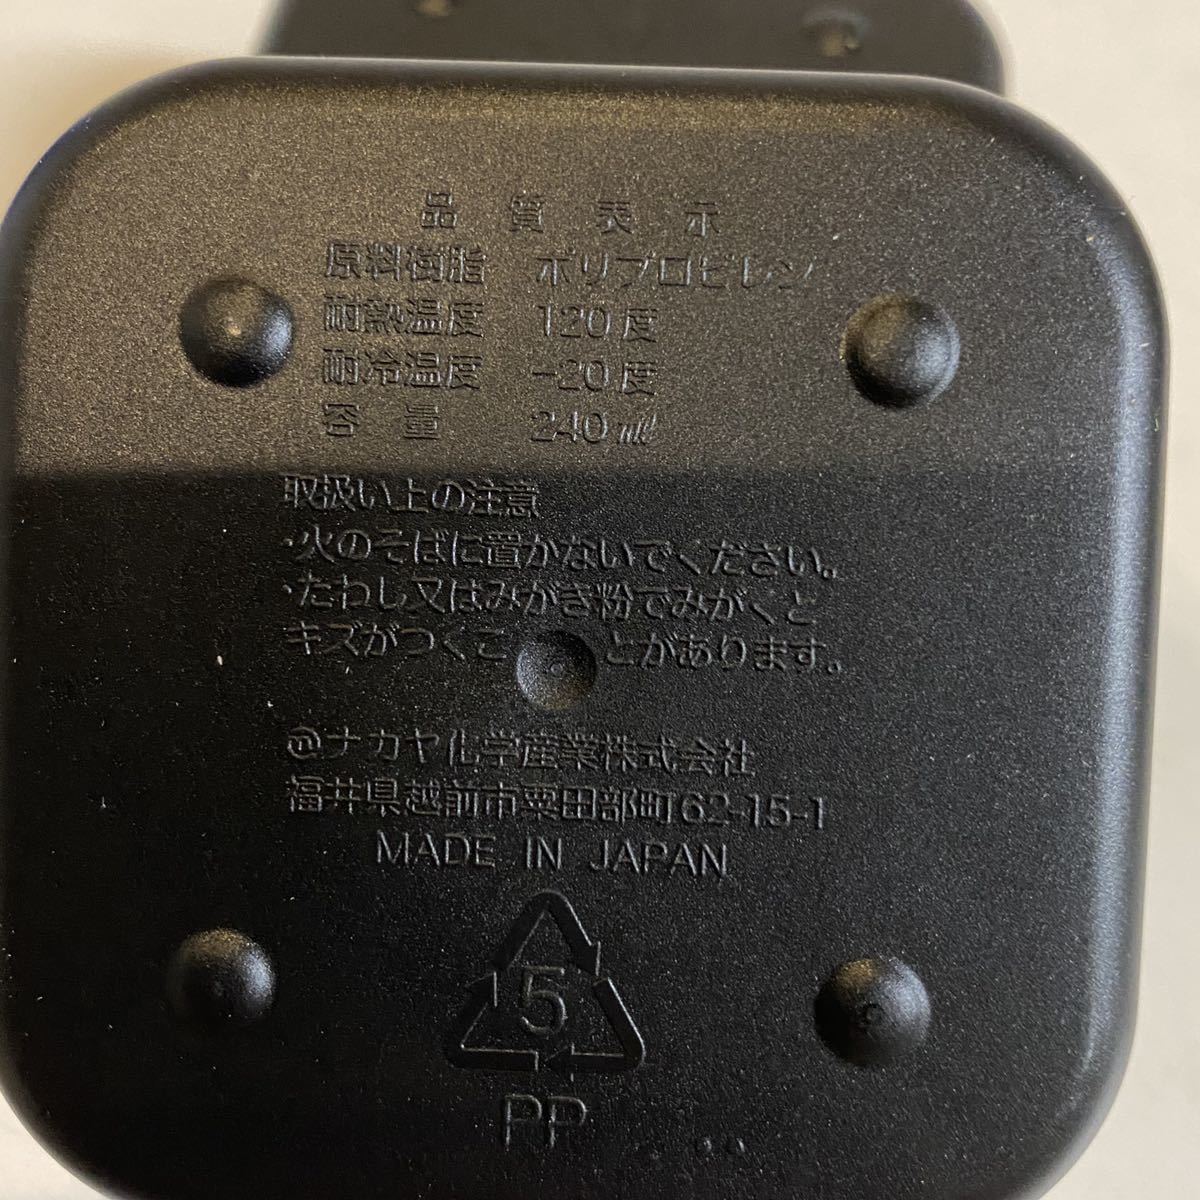 品質表示
原料樹脂 ポリプロピレン
耐熱温度 120度
耐冷温度 -20度
容量 240㎖
取扱い上の注意
・火のそばに置かないでください。
・たわし又はみがき粉でみがくと
キズがつくことがあります。
ナカヤ化学産業株式会社
福井県越前市粟田部町62-15-1
MADE IN JAPAN
5
PP